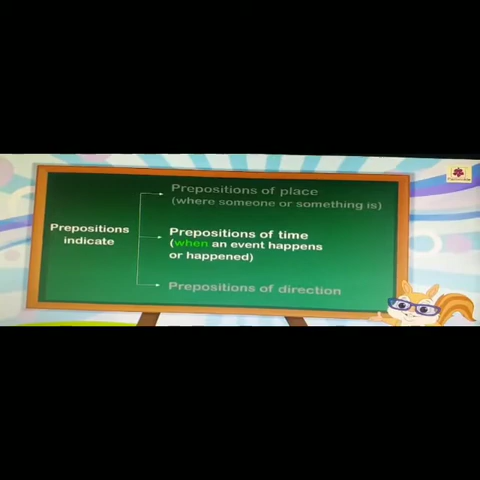 Prepositions of place
(where someone or something is)
Prepositions
indicate
Prepositions of time
(when an event happens
or happened)
Prepositions of direction